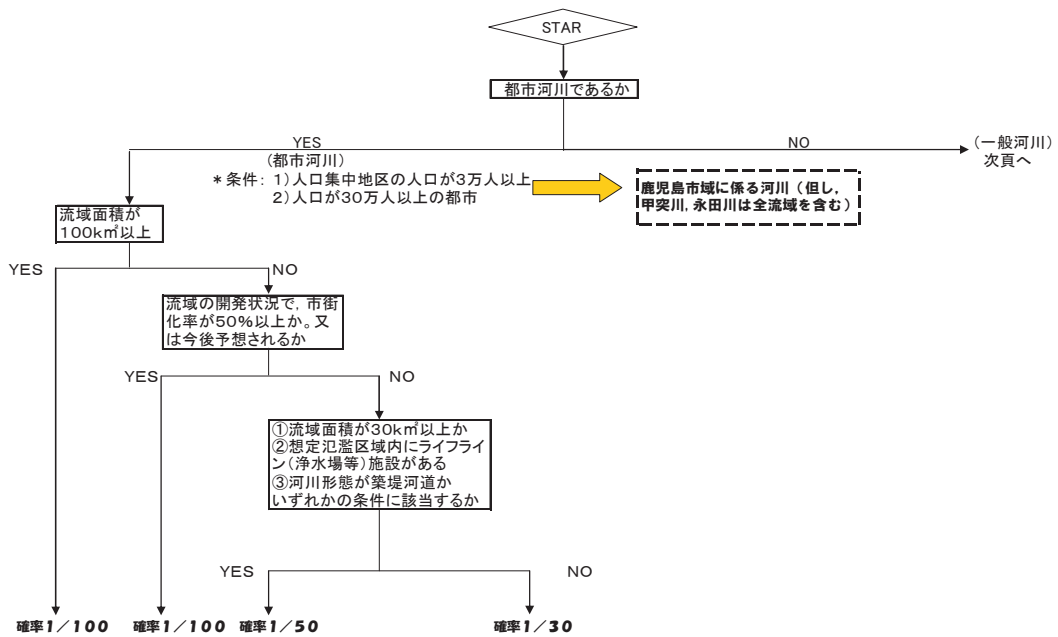 STAR
都市河川であるか
YES
NO
(都市河川)
(一般河川)
次頁へ
*条件: 1)人口集中地区の人口が3万人以上
2)人口が30万人以上の都市
鹿児島市域に係る河川(但し,
甲突川,永田川は全流域を含む)
流域面積が
100k㎡以上
YES
NO
流域の開発状況で,市街
化率が50%以上か。又
は今後予想されるか
YES
NO
①流域面積が30k㎡以上か
②想定氾濫区域内にライフライ
ン(浄水場等)施設がある
③河川形態が築堤河道か
いずれかの条件に該当するか
YES
NO
確率1/100
確率1/100
確率1/50
確率1/30